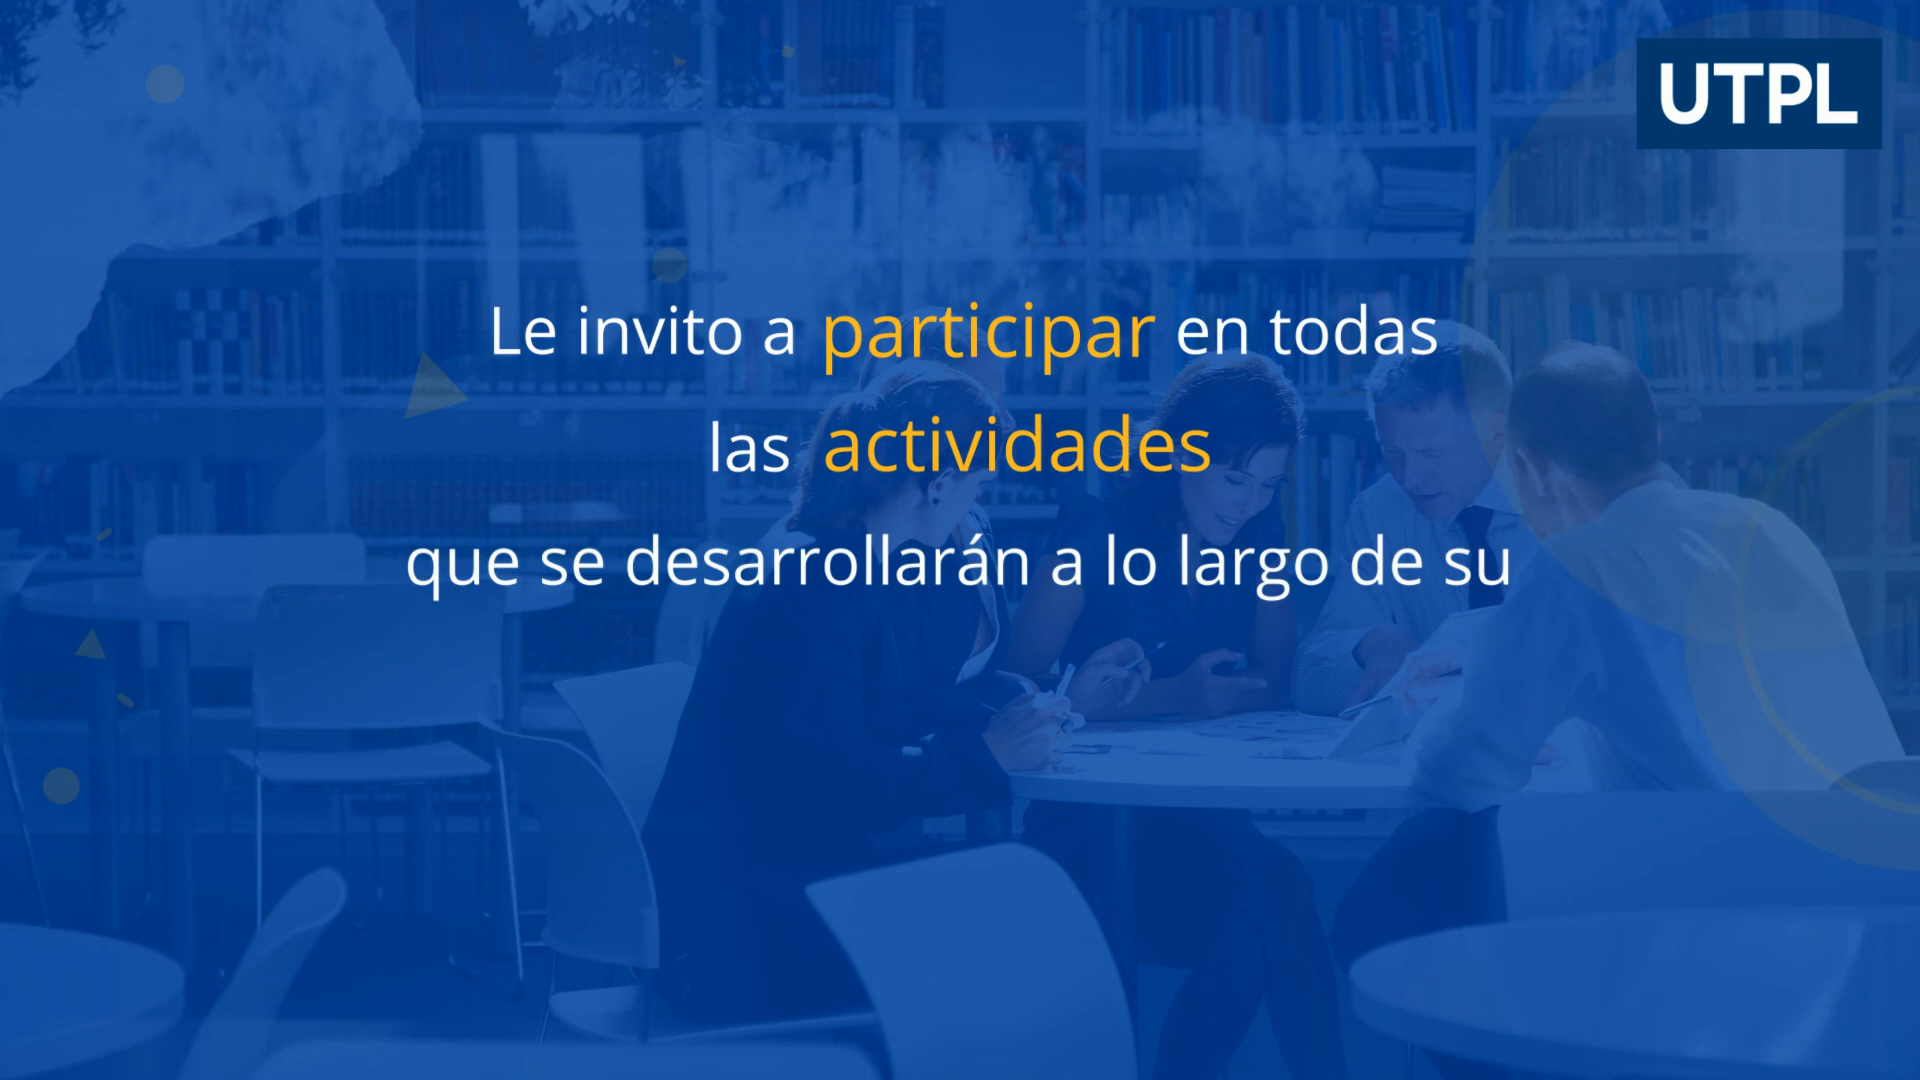 UTPL
Le invito a participar en todas
las actividades
que se desarrollarán a lo largo de su